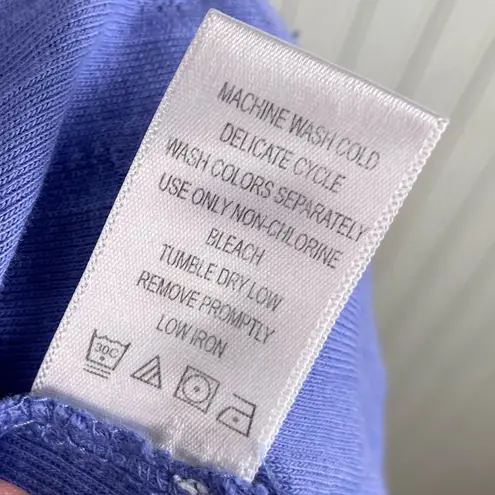 MACHINE WASH COLD
DELICATE CYCLE
WASH COLORS SEPARATELY
USE ONLY NON-CHLORINE
BLEACH
TUMBLE DRY LOW
REMOVE PROMPTLY
LOW IRON
30C